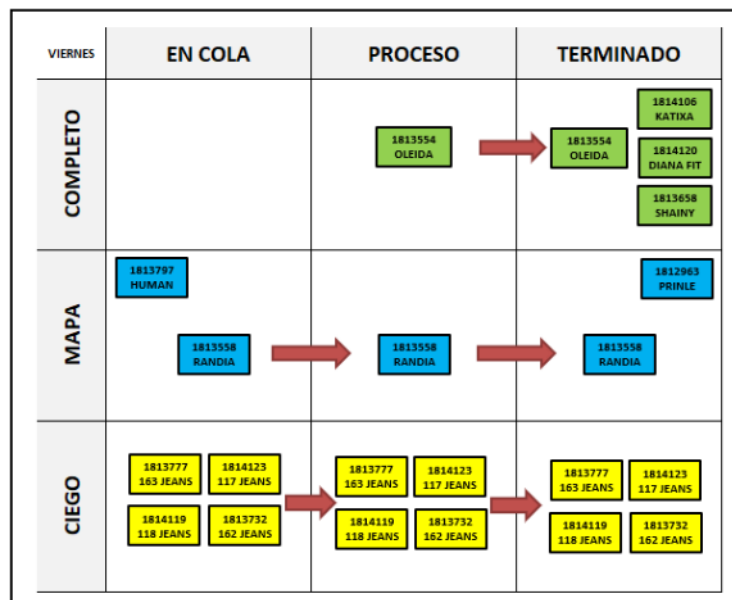 VIERNES
EN COLA
PROCESO
TERMINADO
COMPLETO
1813554
OLEIDA
1813554
OLEIDA
1814106
KATIXA
1814120
DIANA FIT
1813658
SHAINY
MAPA
1813797
HUMAN
1813558
RANDIA
1813558
RANDIA
1812963
PRINLE
1813558
RANDIA
CIEGO
1813777
163 JEANS
1814123
117 JEANS
1814119
118 JEANS
1813732
162 JEANS
1813777
163 JEANS
1814123
117 JEANS
1814119
118 JEANS
1813732
162 JEANS
1813777
163 JEANS
1814123
117 JEANS
1814119
118 JEANS
1813732
162 JEANS